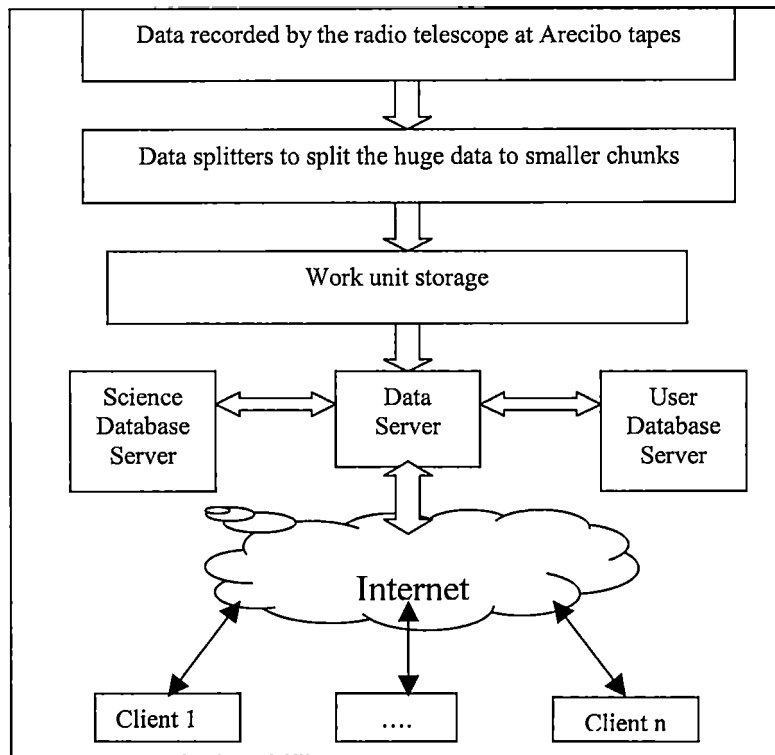 Data recorded by the radio telescope at Arecibo tapes
Data splitters to split the huge data to smaller chunks
Work unit storage
Science
Database
Server
Data
Server
User
Database
Server
Internet
Client 1
....
Client n